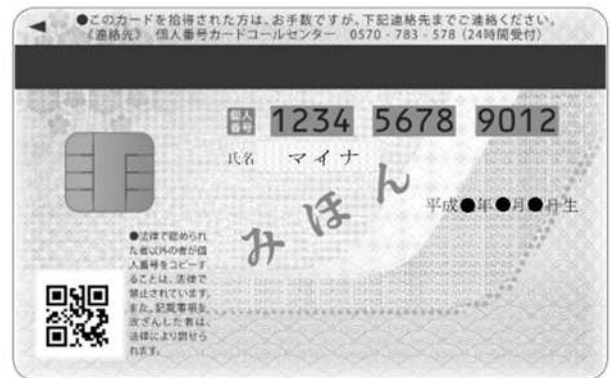 ●このカードを拾得された方は、お手数ですが、下記連絡先までご連絡ください。
《連絡先》 個人番号カードコールセンター 0570-783-578(24時間受付)
個人番号 1234 5678 9012
氏名 マイナ
みほん
平成●年●月●日生
●法律で認められ
た者以外の者が個
人番号をコピーす
ることは、法律で
禁止されています。
また、記載事項を
改ざんした者は、
法律により罰せら
れます。